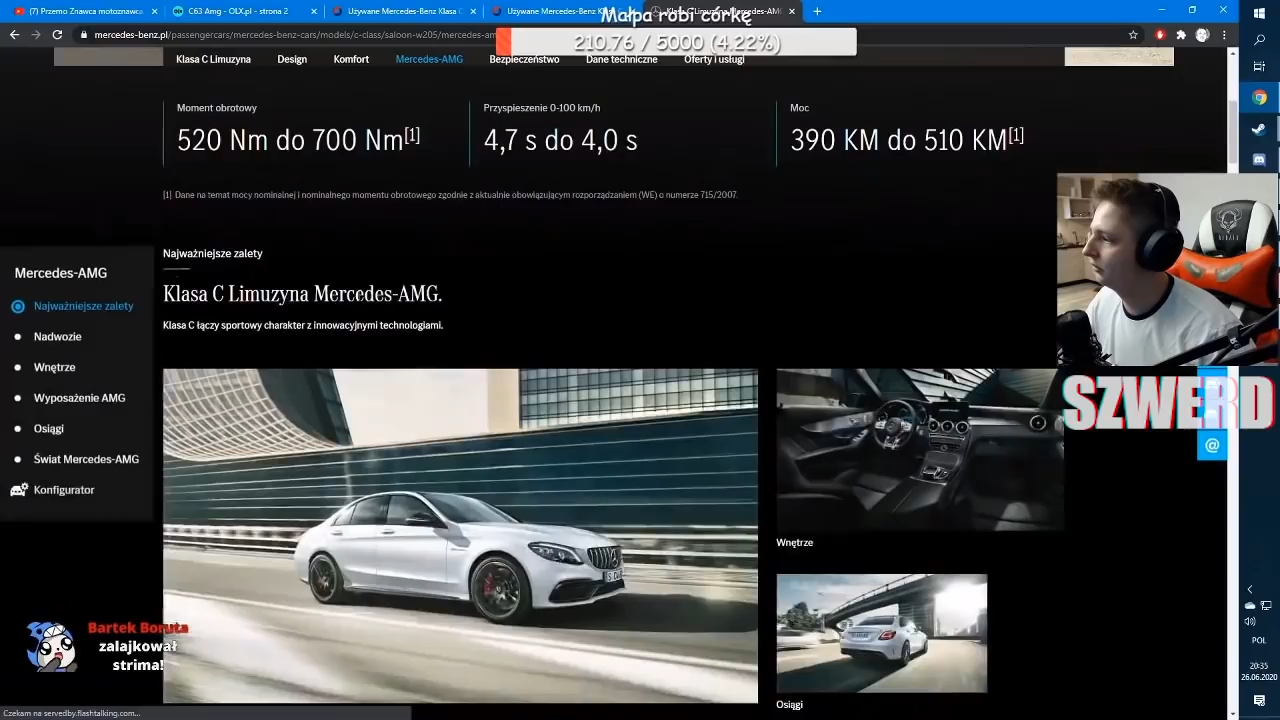 (7) Przemo Znawca motoznawca
C63 Amg - OLX.pl - strona 2
Używane Mercedes-Benz Klasa C
Używane Mercedes-Benz
Małpa robi córkę
210.76 / 5000 (4.22%)
mercedes-benz.pl/passengercars/mercedes-benz-cars/models/c-class/saloon-w205/mercedes-am
Klasa C Limuzyna
Design
Komfort
Mercedes-AMG
Bezpieczeństwo
Dane techniczne
Oferty i usługi
Moment obrotowy
520 Nm do 700 Nm[1]
Przyspieszenie 0-100 km/h
4,7 s do 4,0 s
Moc
390 KM do 510 KM[1]
[1] Dane na temat mocy nominalnej i nominalnego momentu obrotowego zgodnie z aktualnie obowiązującym rozporządzaniem (WE) o numerze 715/2007.
Najważniejsze zalety
Klasa C Limuzyna Mercedes-AMG.
Klasa C łączy sportowy charakter z innowacyjnymi technologiami.
Mercedes-AMG
Najważniejsze zalety
Nadwozie
Wnętrze
Wyposażenie AMG
Osiągi
Świat Mercedes-AMG
Konfigurator
SZWERD
@
Wnętrze
Osiągi
Bartek Boruta
zalajkował
strima!
Czekam na servedby.flashtalking.com...
POL
20:35
26.06.2020